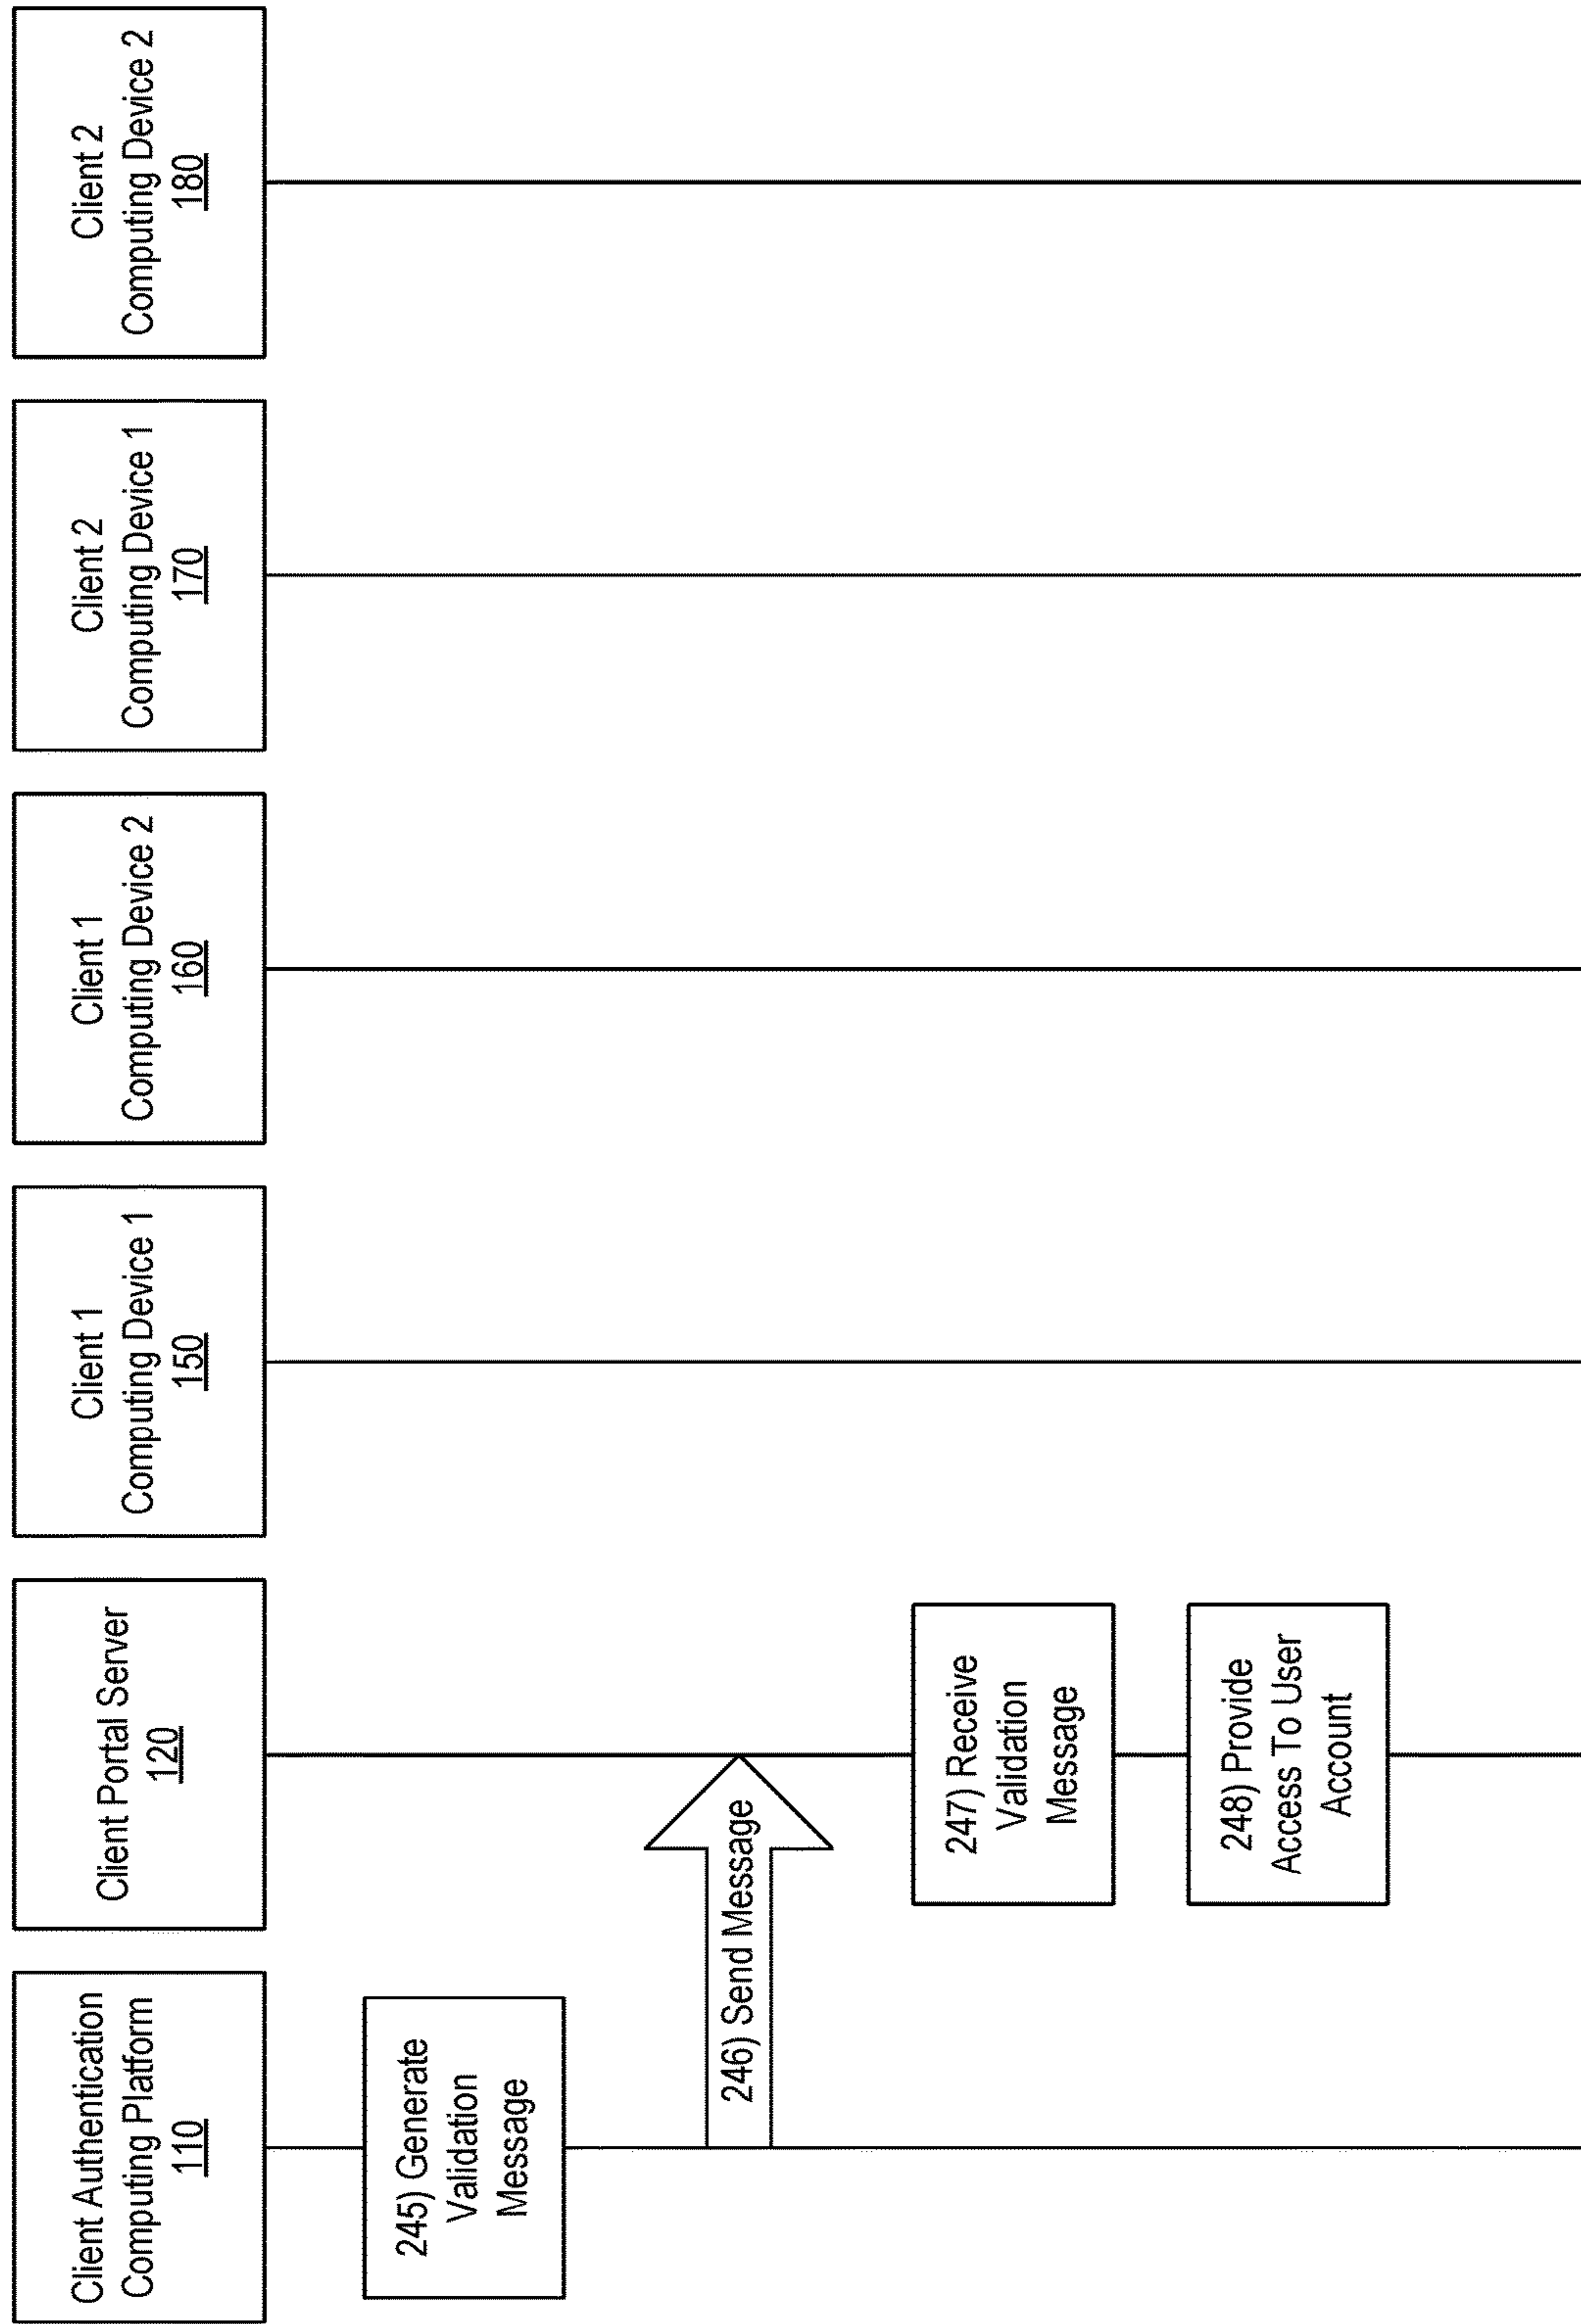 Client Authentication
Computing Platform
110
Client Portal Server
120
Client 1
Computing Device 1
150
Client 1
Computing Device 2
160
Client 2
Computing Device 1
170
Client 2
Computing Device 2
180
245) Generate
Validation
Message
246) Send Message
247) Receive
Validation
Message
248) Provide
Access To User
Account